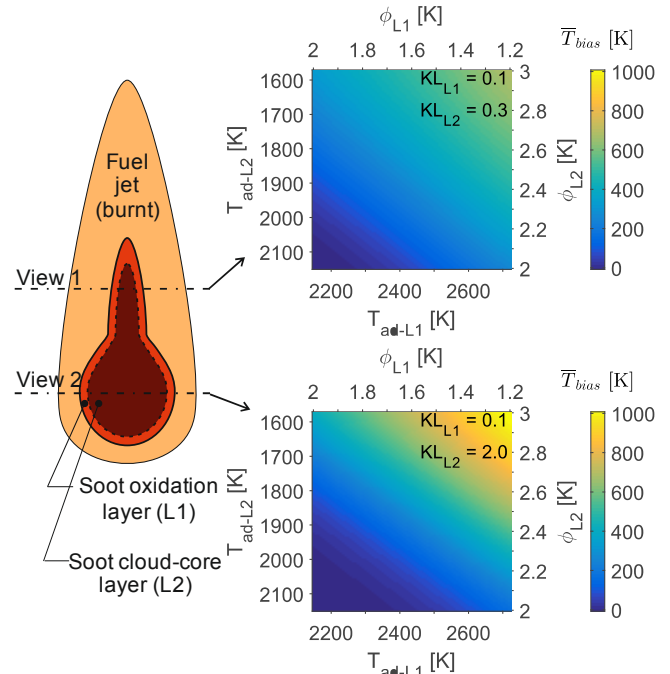 Fuel
jet
(burnt)
View 1
View 2
Soot oxidation
layer (L1)
Soot cloud-core
layer (L2)
ϕL1 [K]
2 1.8 1.6 1.4 1.2
KLL1 = 0.1
KLL2 = 0.3
1600
1700
1800
1900
2000
2100
Tad-L2 [K]
3
2.8
2.6
2.4
2.2
2
ϕL2 [K]
2200 2400 2600
Tad-L1 [K]
T̅bias [K]
1000
800
600
400
200
0
ϕL1 [K]
2 1.8 1.6 1.4 1.2
KLL1 = 0.1
KLL2 = 2.0
1600
1700
1800
1900
2000
2100
Tad-L2 [K]
3
2.8
2.6
2.4
2.2
2
ϕL2 [K]
2200 2400 2600
Tad-L1 [K]
T̅bias [K]
1000
800
600
400
200
0